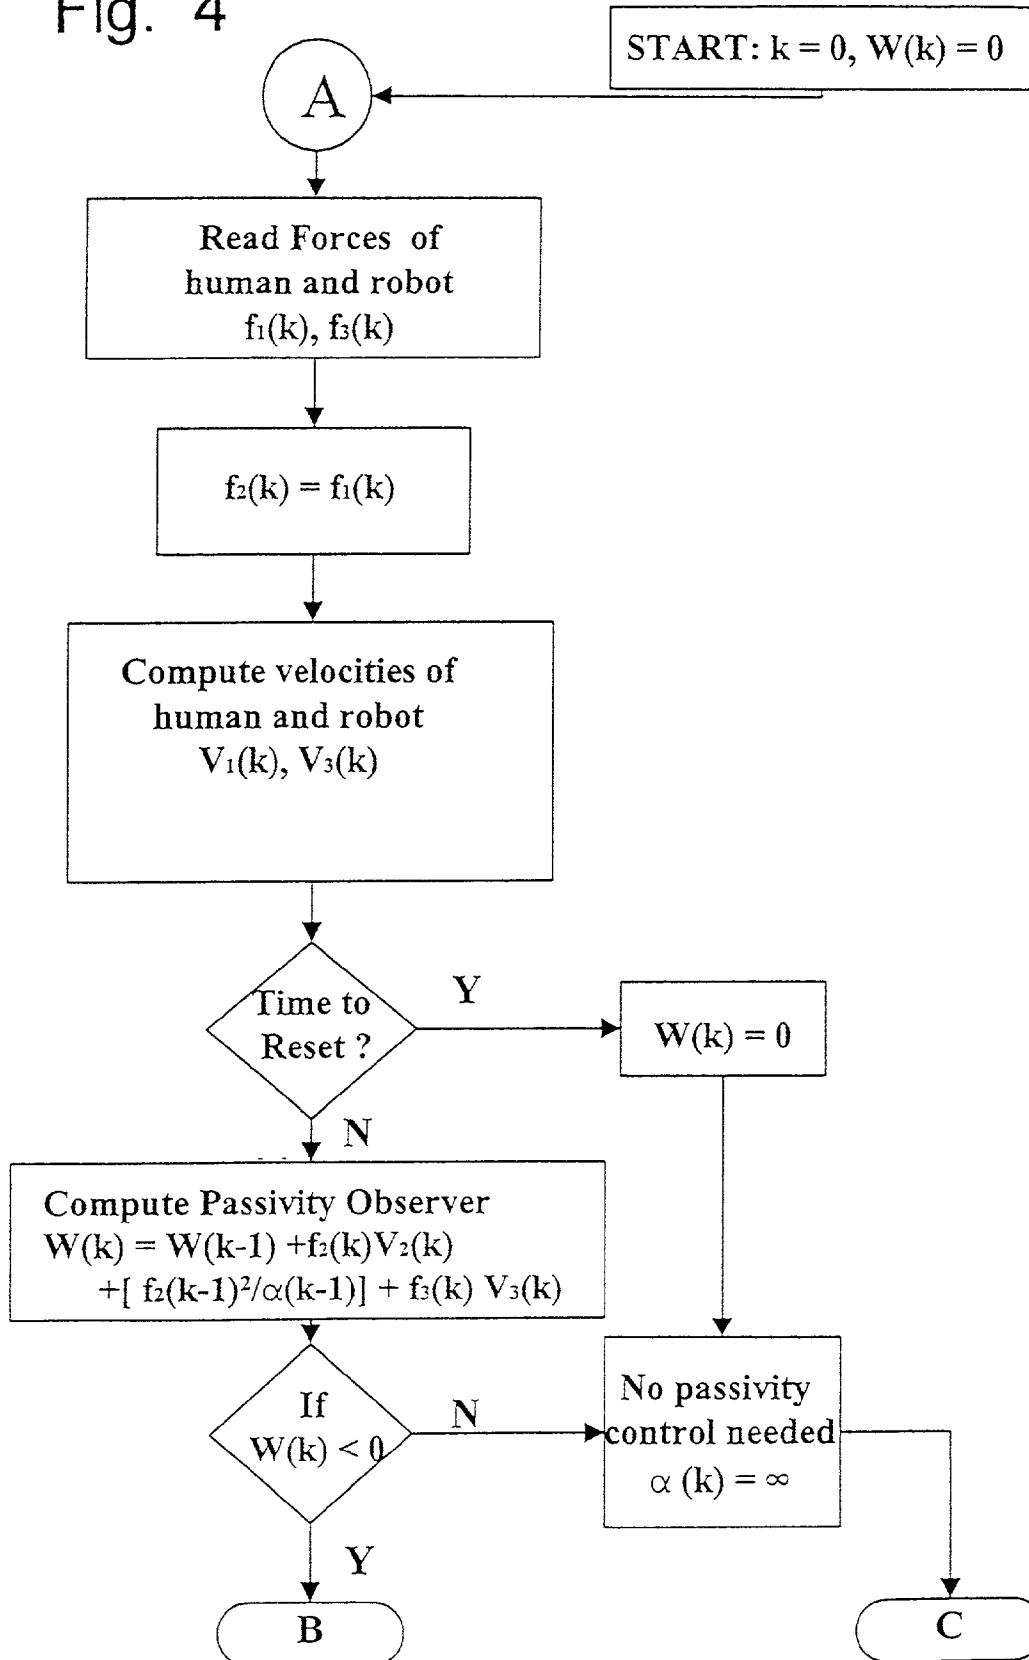 Fig. 4
START: k = 0, W(k) = 0
A
Read Forces of
human and robot
f₁(k), f₃(k)
f₂(k) = f₁(k)
Compute velocities of
human and robot
V₁(k), V₃(k)
Time to
Reset ?
Y
W(k) = 0
N
Compute Passivity Observer
W(k) = W(k-1) +f₂(k)V₂(k)
+[ f₂(k-1)²/α(k-1)] + f₃(k) V₃(k)
If
W(k) < 0
N
No passivity
control needed
α (k) = ∞
Y
B
C